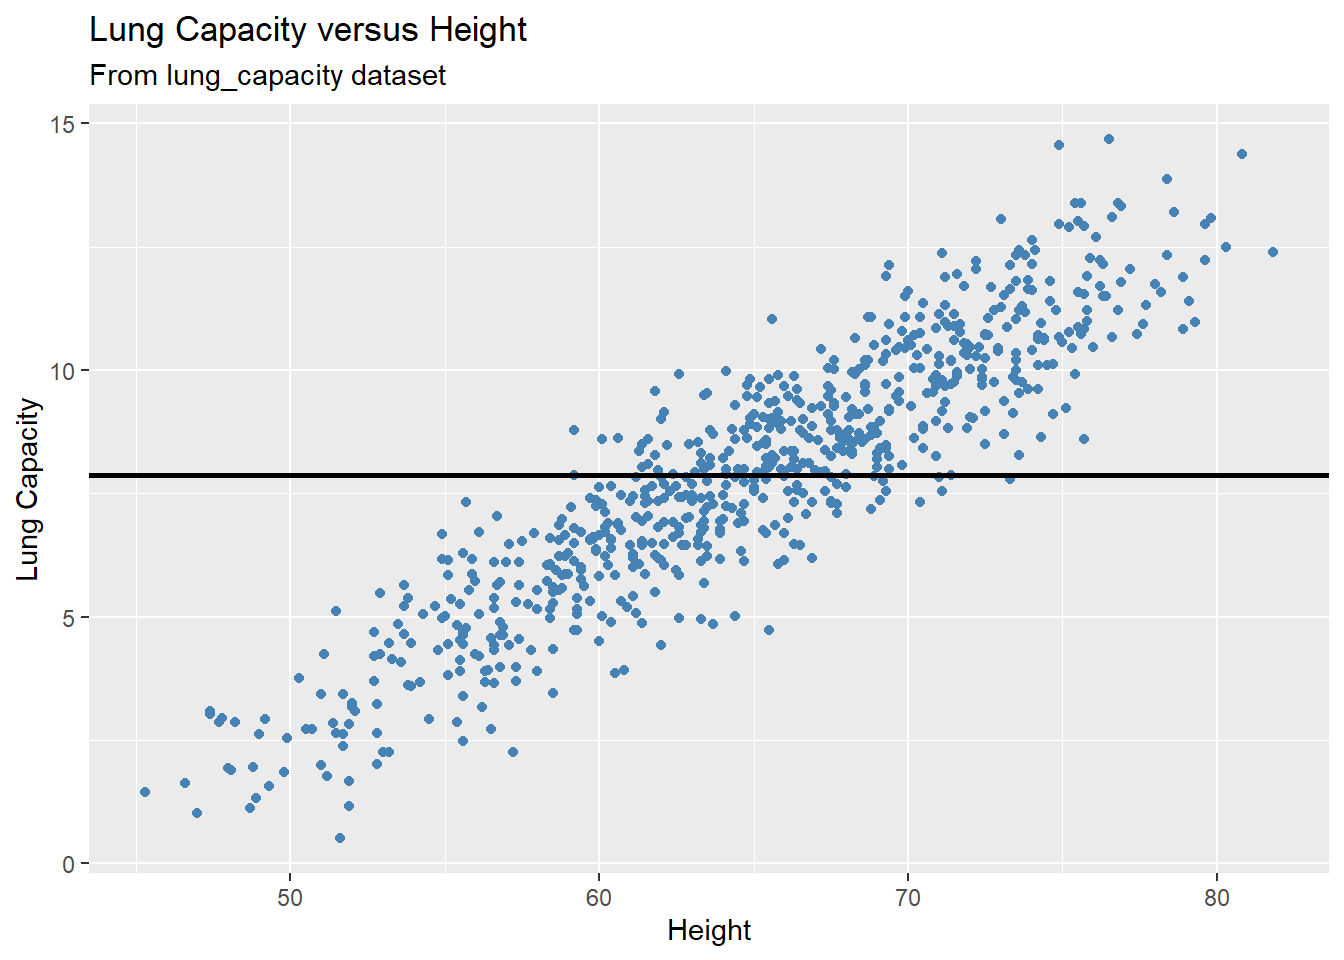 Lung Capacity versus Height
From lung_capacity dataset
15
10
5
0
Lung Capacity
50 60 70 80
Height